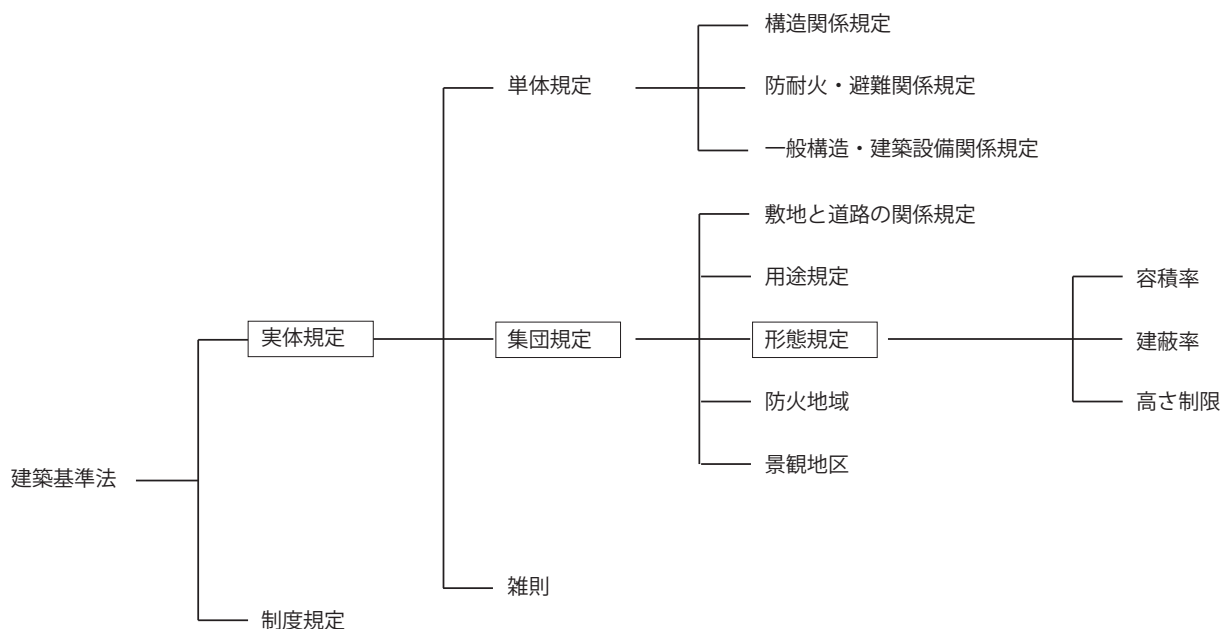 構造関係規定
単体規定
防耐火・避難関係規定
一般構造・建築設備関係規定
敷地と道路の関係規定
用途規定
容積率
実体規定
集団規定
形態規定
建蔽率
防火地域
高さ制限
景観地区
建築基準法
雑則
制度規定